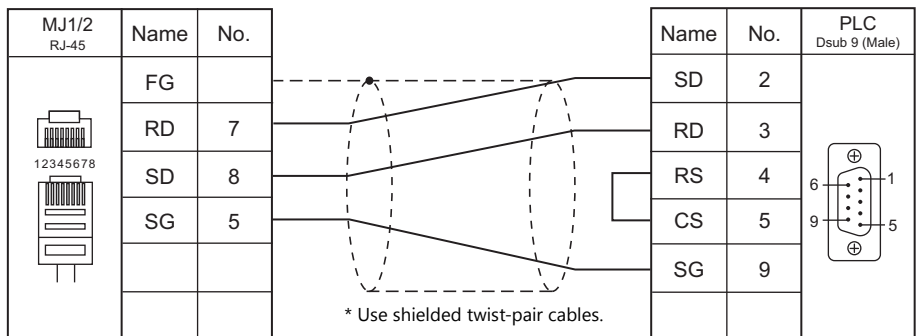 MJ1/2
RJ-45
Name No.
FG
RD 7
SD 8
SG 5
12345678
Name No.
PLC
Dsub 9 (Male)
SD 2
RD 3
RS 4
CS 5
SG 9
6 1
9 5
* Use shielded twist-pair cables.